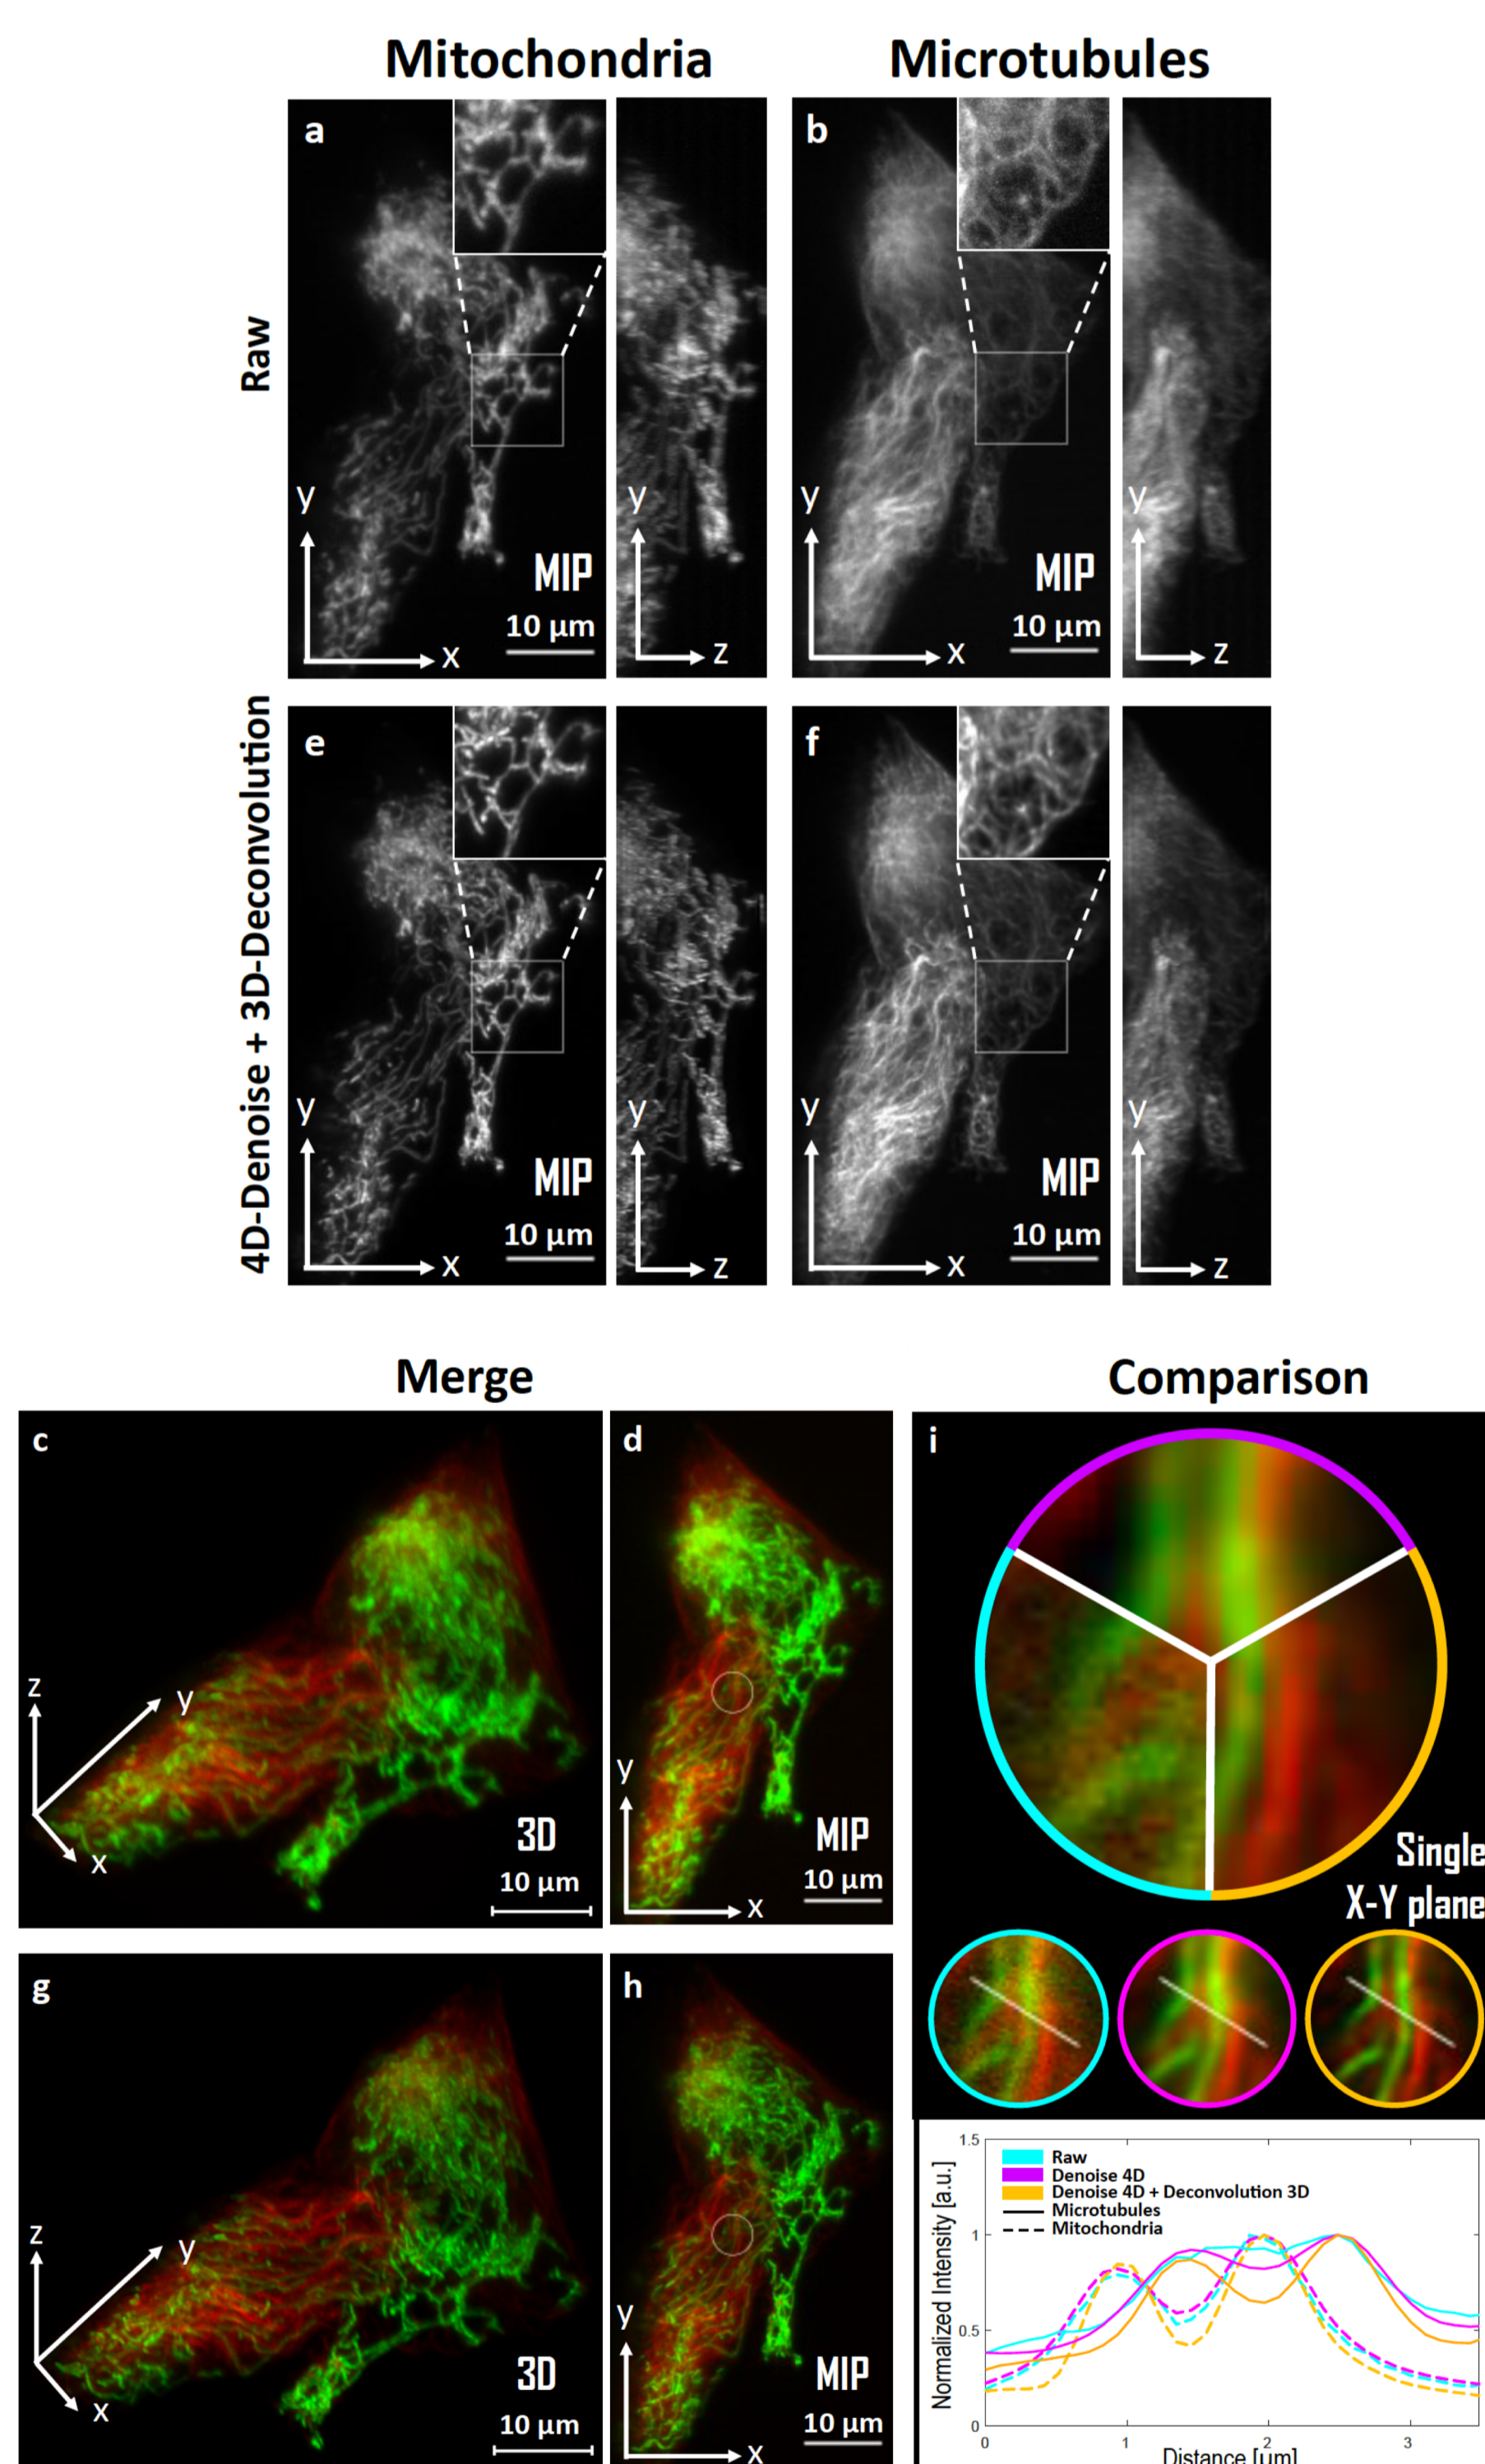 Mitochondria
Microtubules
Raw
a
y
x
MIP
10 µm
y
z
b
y
x
MIP
10 µm
y
z
4D-Denoise + 3D-Deconvolution
e
y
x
MIP
10 µm
y
z
f
y
x
MIP
10 µm
y
z
Merge
Comparison
c
z
y
x
3D
10 µm
d
y
x
MIP
10 µm
i
Single
X-Y plane
g
z
y
x
3D
10 µm
h
y
x
MIP
10 µm
Normalized Intensity [a.u.]
1.5
1
0.5
0
Raw
Denoise 4D
Denoise 4D + Deconvolution 3D
Microtubules
Mitochondria
0
1
2
3
Distance [µm]